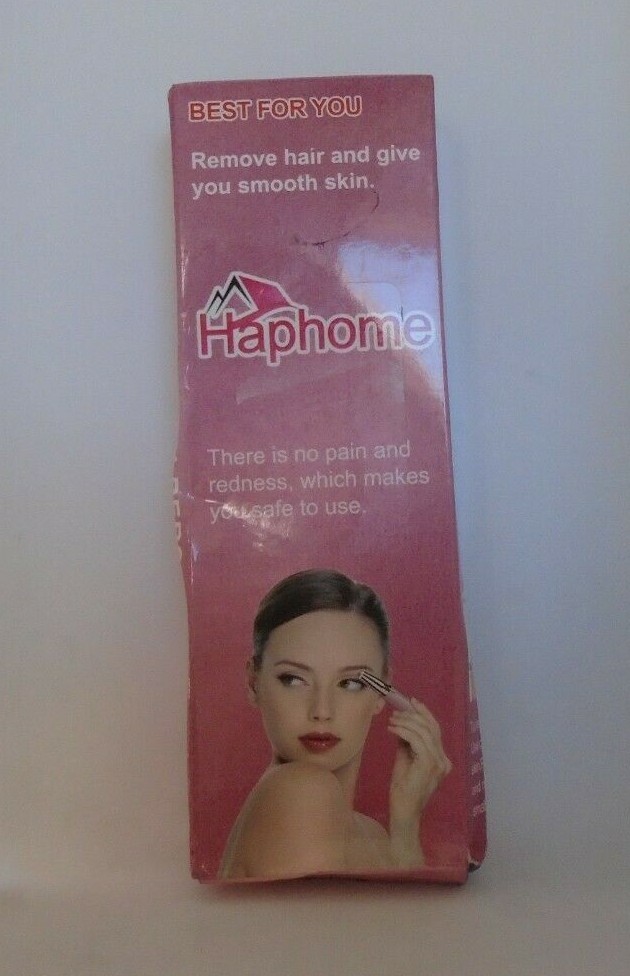 BEST FOR YOU
Remove hair and give
you smooth skin.
Haphome
There is no pain and
redness, which makes
you safe to use.